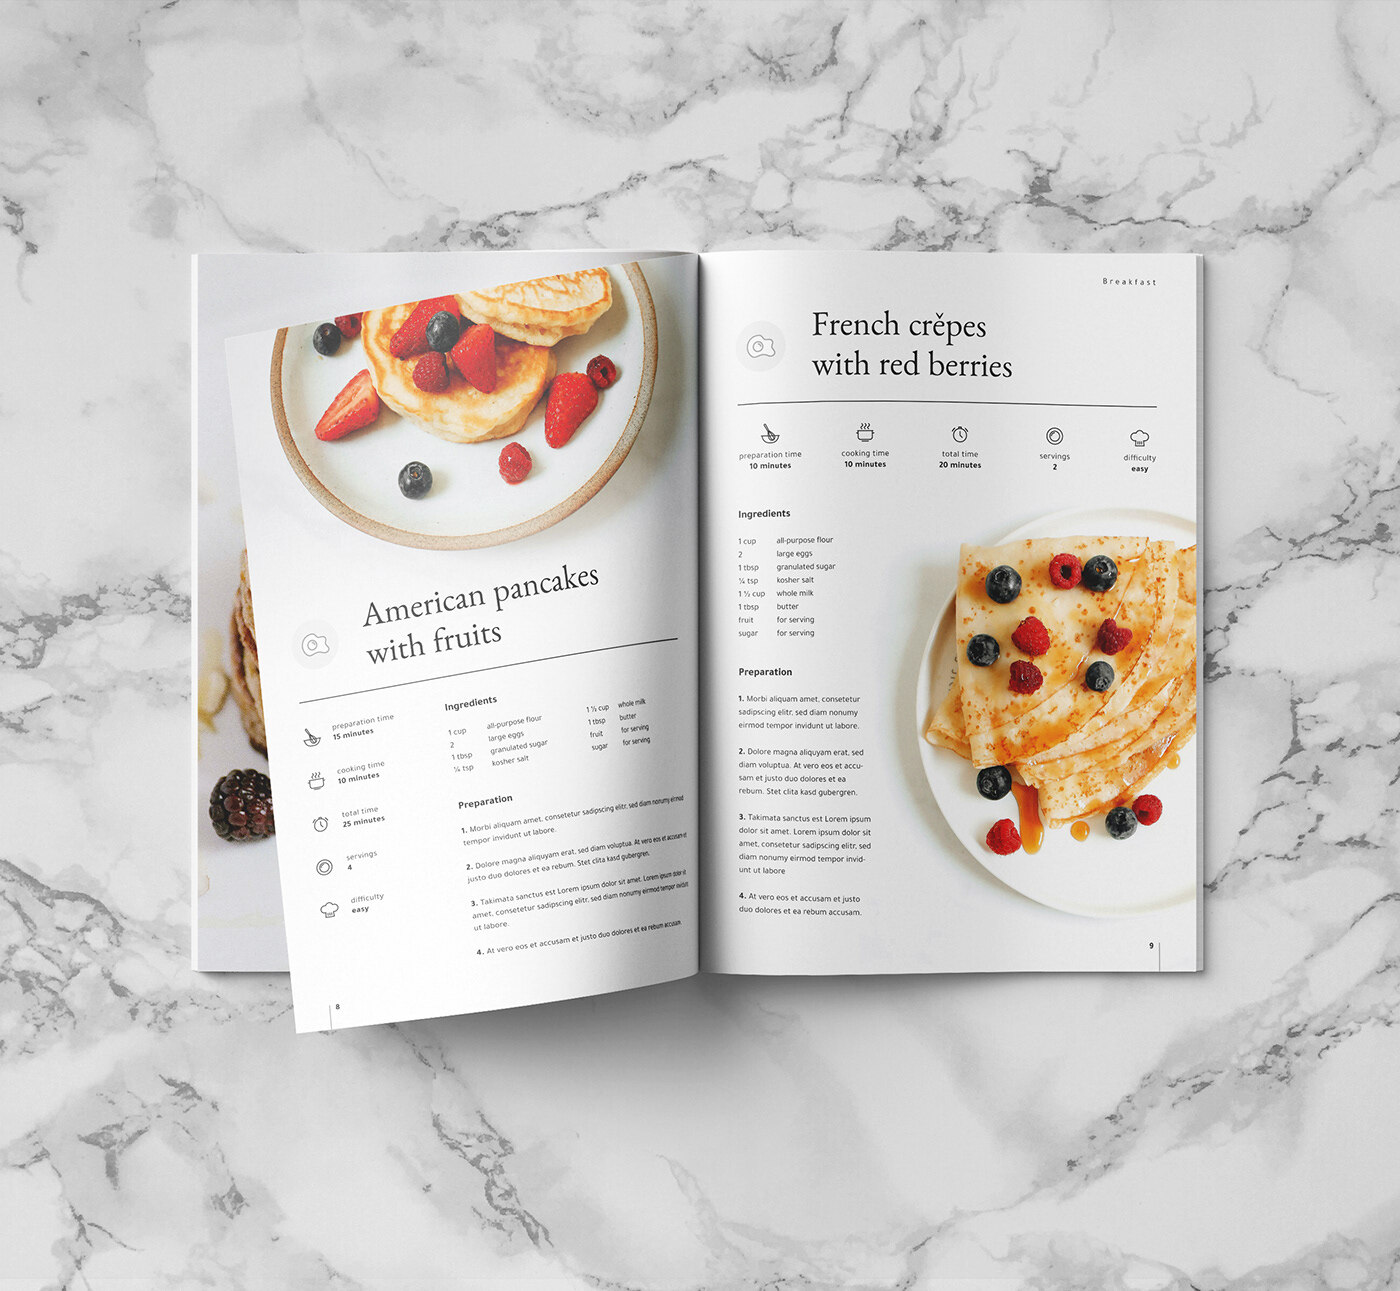 American pancakes
with fruits
preparation time
15 minutes
cooking time
10 minutes
total time
25 minutes
servings
4
difficulty
easy
Ingredients
1 cup all-purpose flour
2 large eggs
1 tbsp granulated sugar
¼ tsp kosher salt
1 ½ cup whole milk
1 tbsp butter
fruit for serving
sugar for serving
Preparation
1. Morbi aliquam amet, consetetur sadipscing elitr, sed diam nonumy eirmod
tempor invidunt ut labore.
2. Dolore magna aliquyam erat, sed diam voluptua. At vero eos et accusam et
justo duo dolores et ea rebum. Stet clita kasd gubergren.
3. Takimata sanctus est Lorem ipsum dolor sit amet. Lorem ipsum dolor sit
amet, consetetur sadipscing elitr, sed diam nonumy eirmod tempor invidunt
ut labore.
4. At vero eos et accusam et justo duo dolores et ea rebum accusam.
8
Breakfast
French crěpes
with red berries
preparation time
10 minutes
cooking time
10 minutes
total time
20 minutes
servings
2
difficulty
easy
Ingredients
1 cup all-purpose flour
2 large eggs
1 tbsp granulated sugar
¼ tsp kosher salt
1 ½ cup whole milk
1 tbsp butter
fruit for serving
sugar for serving
Preparation
1. Morbi aliquam amet, consetetur
sadipscing elitr, sed diam nonumy
eirmod tempor invidunt ut labore.
2. Dolore magna aliquyam erat, sed
diam voluptua. At vero eos et accu-
sam et justo duo dolores et ea
rebum. Stet clita kasd gubergren.
3. Takimata sanctus est Lorem ipsum
dolor sit amet. Lorem ipsum dolor sit
amet, consetetur sadipscing elitr, sed
diam nonumy eirmod tempor invid-
unt ut labore
4. At vero eos et accusam et justo
duo dolores et ea rebum accusam.
9